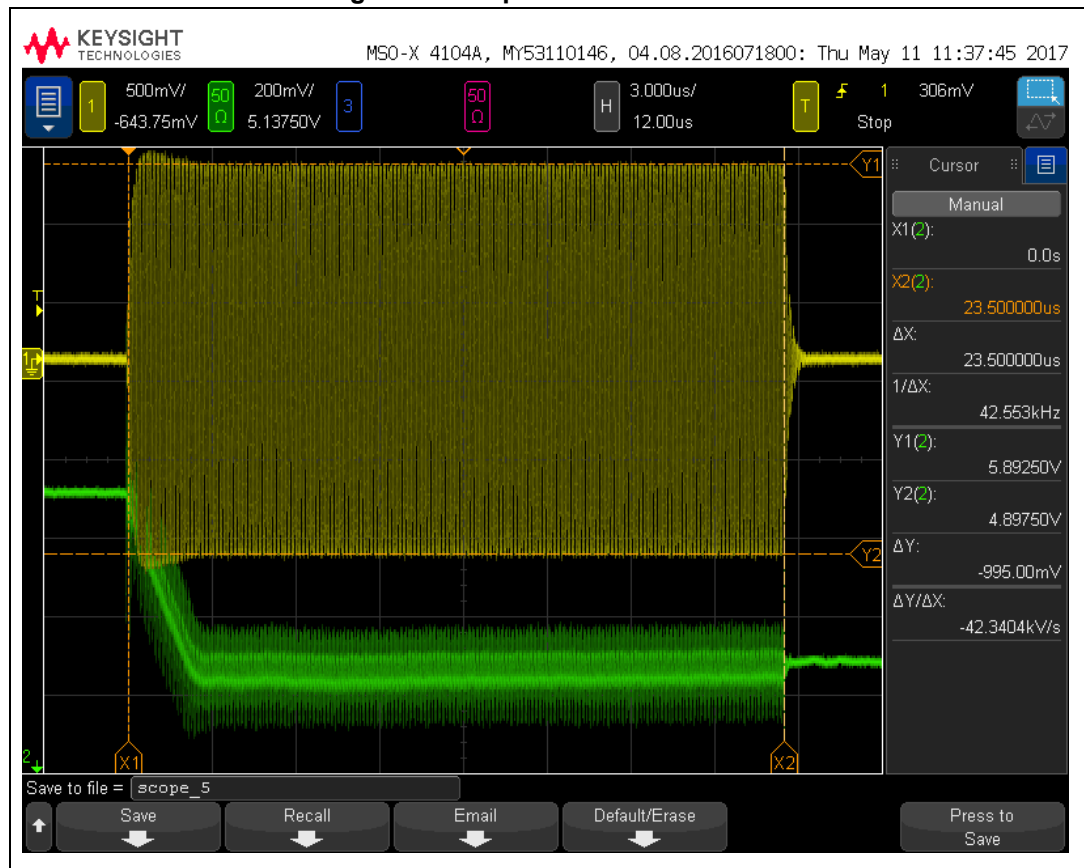 KEYSIGHT
TECHNOLOGIES
MSO-X 4104A, MY53110146, 04.08.2016071800: Thu May 11 11:37:45 2017
1 500mV/ 50 Ω 200mV/ 3 50 Ω H 3.000us/ T 1 306mV
-643.75mV 5.13750V 12.00us Stop
Y1
Cursor
Manual
X1(2):
0.0s
X2(2):
23.500000us
ΔX:
23.500000us
1/ΔX:
42.553kHz
Y1(2):
5.89250V
Y2(2):
4.89750V
ΔY:
-995.00mV
ΔY/ΔX:
-42.3404kV/s
T
1
Y2
2
X1 X2
Save to file = scope_5
Save Recall Email Default/Erase Press to
Save